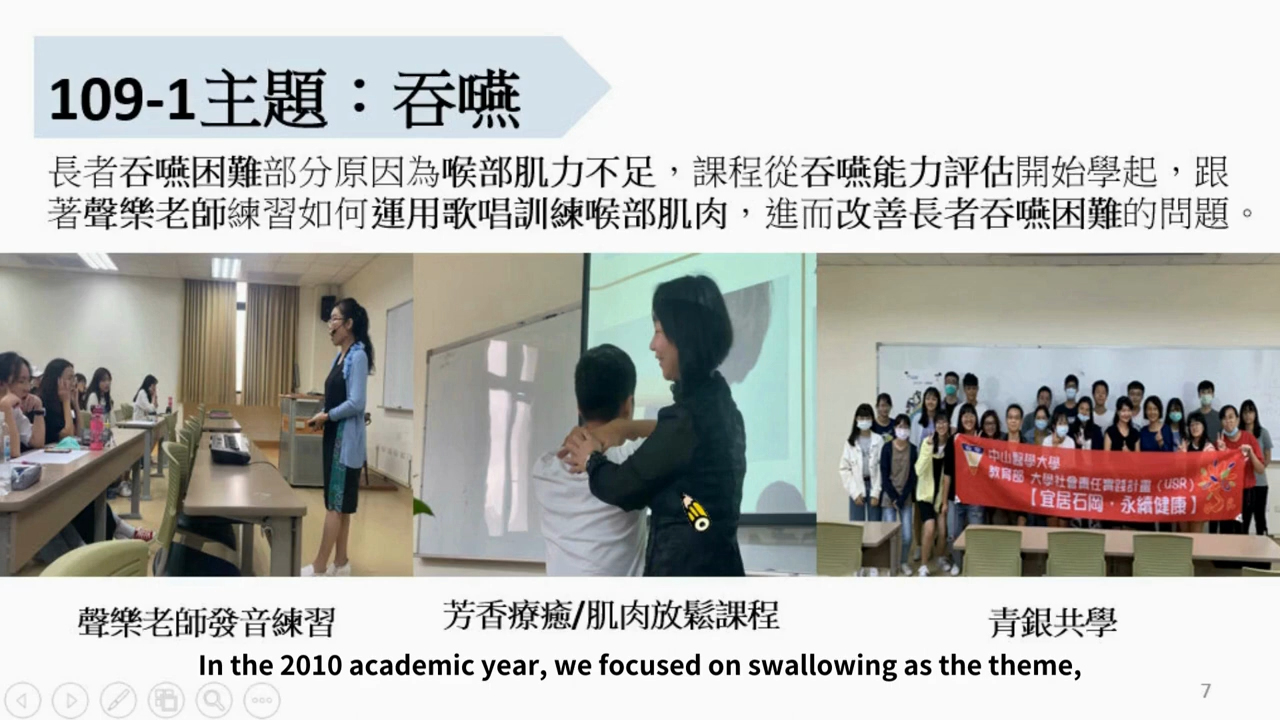 109-1主題：吞嚥
長者吞嚥困難部分原因為喉部肌力不足，課程從吞嚥能力評估開始學起，跟
著聲樂老師練習如何運用歌唱訓練喉部肌肉，進而改善長者吞嚥困難的問題。
中山醫學大學
教育部 大學社會責任實踐計畫（USR）
【宜居石岡·永續健康】
聲樂老師發音練習
芳香療癒/肌肉放鬆課程
青銀共學
In the 2010 academic year, we focused on swallowing as the theme,
7